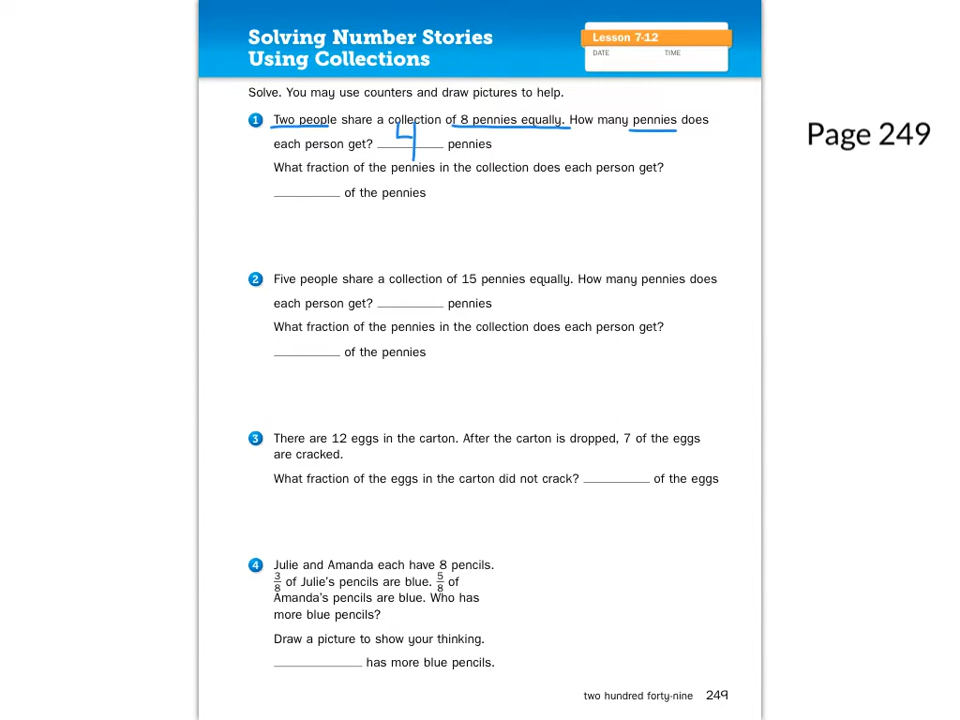 Solving Number Stories
Using Collections
Lesson 7-12
DATE TIME
Page 249
Solve. You may use counters and draw pictures to help.
1 Two people share a collection of 8 pennies equally. How many pennies does
each person get? 4 pennies
What fraction of the pennies in the collection does each person get?
of the pennies
2 Five people share a collection of 15 pennies equally. How many pennies does
each person get? pennies
What fraction of the pennies in the collection does each person get?
of the pennies
3 There are 12 eggs in the carton. After the carton is dropped, 7 of the eggs
are cracked.
What fraction of the eggs in the carton did not crack? of the eggs
4 Julie and Amanda each have 8 pencils.
3/8 of Julie's pencils are blue. 5/8 of
Amanda's pencils are blue. Who has
more blue pencils?
Draw a picture to show your thinking.
has more blue pencils.
two hundred forty-nine 249